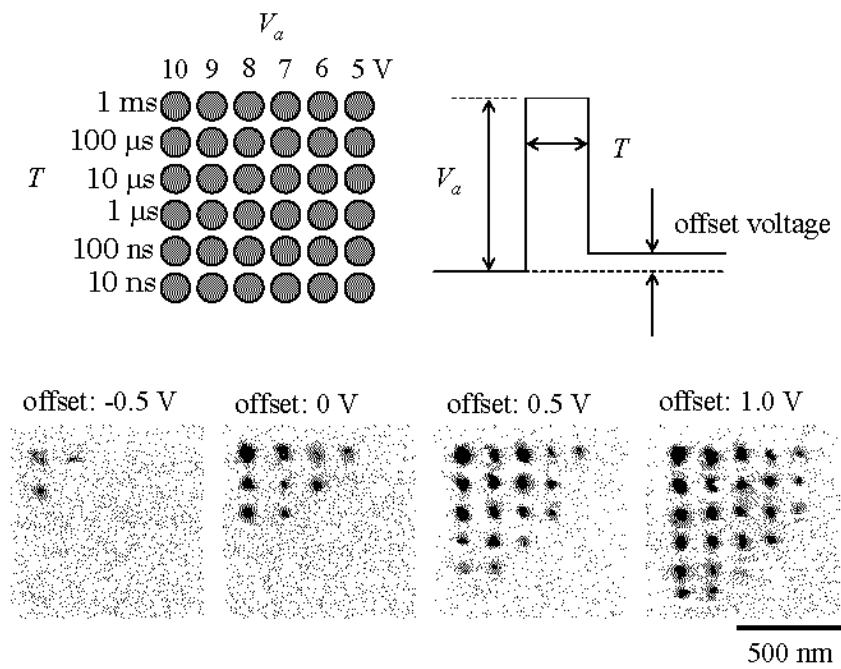 V_a
10 9 8 7 6 5 V
1 ms
100 μs
T 10 μs
1 μs
100 ns
10 ns
V_a
T
offset voltage
offset: -0.5 V offset: 0 V offset: 0.5 V offset: 1.0 V
500 nm